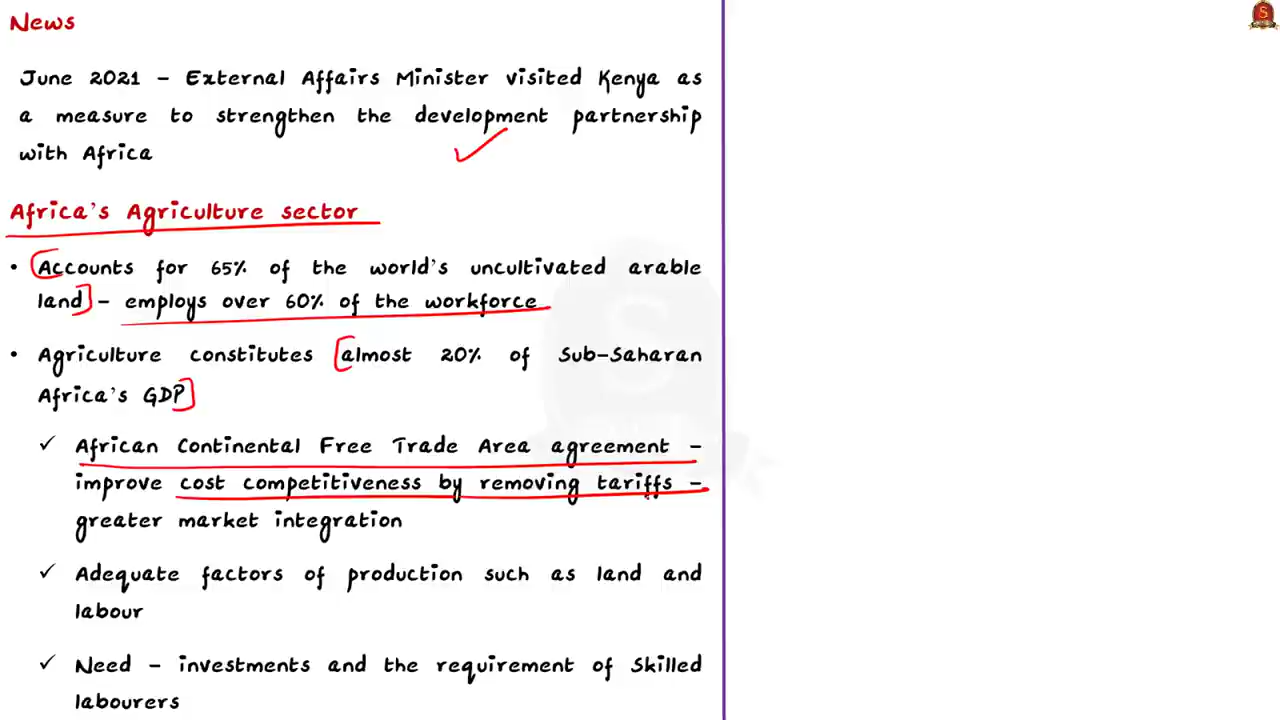 News
June 2021 - External Affairs Minister visited Kenya as
a measure to strengthen the development partnership
with Africa
Africa's Agriculture sector
• Accounts for 65% of the world's uncultivated arable
land - employs over 60% of the workforce
• Agriculture constitutes almost 20% of Sub-Saharan
Africa's GDP
✓ African Continental Free Trade Area agreement -
improve cost competitiveness by removing tariffs -
greater market integration
✓ Adequate factors of production such as land and
labour
✓ Need - investments and the requirement of skilled
labourers
S